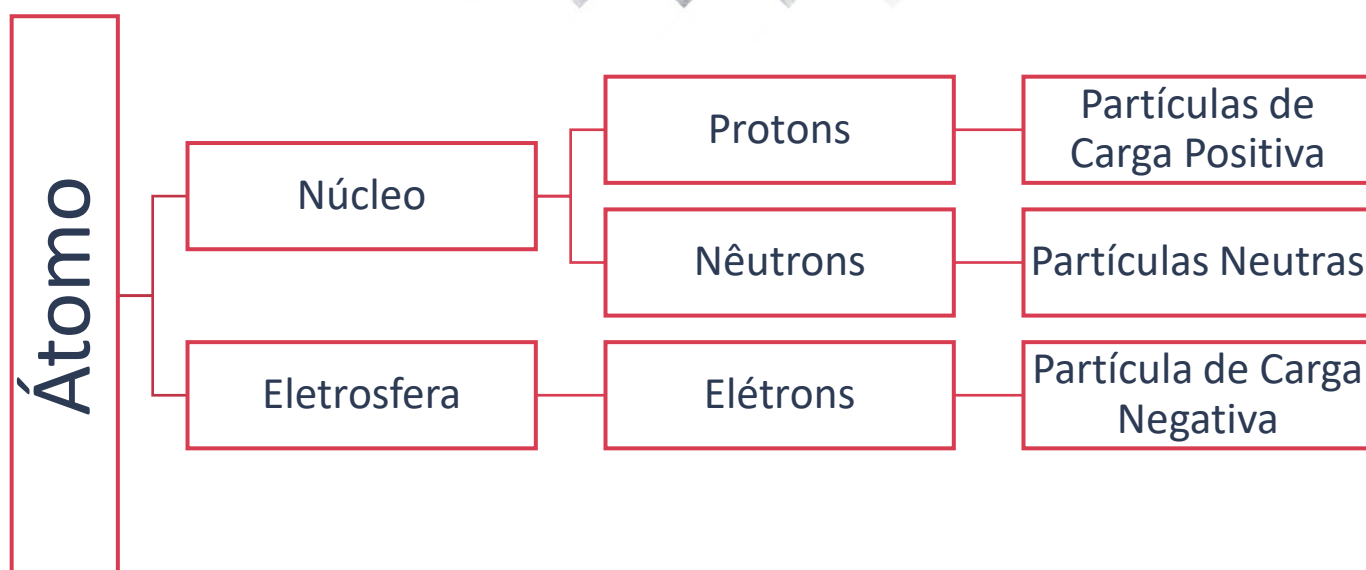 Átomo
Núcleo
Protons
Partículas de
Carga Positiva
Nêutrons
Partículas Neutras
Eletrosfera
Elétrons
Partícula de Carga
Negativa